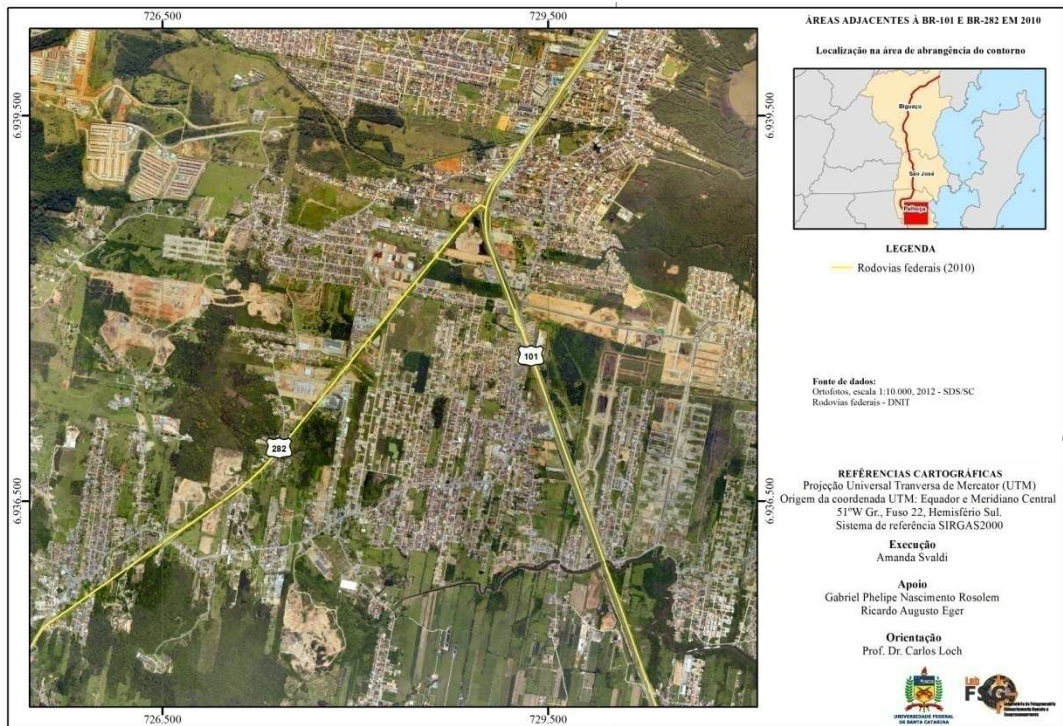 726.500
729.500
6.939.500
6.939.500
6.936.500
6.936.500
101
282
726.500
729.500
ÁREAS ADJACENTES À BR-101 E BR-282 EM 2010
Localização na área de abrangência do contorno
Biguaçu
São José
Palhoça
LEGENDA
Rodovias federais (2010)
Fonte de dados:
Ortofotos, escala 1:10.000, 2012 - SDS/SC
Rodovias federais - DNIT
REFÊRENCIAS CARTOGRÁFICAS
Projeção Universal Tranversa de Mercator (UTM)
Origem da coordenada UTM: Equador e Meridiano Central
51°W Gr., Fuso 22, Hemisfério Sul.
Sistema de referência SIRGAS2000
Execução
Amanda Svaldi
Apoio
Gabriel Phelipe Nascimento Rosolem
Ricardo Augusto Eger
Orientação
Prof. Dr. Carlos Loch
UNIVERSIDADE FEDERAL
DE SANTA CATARINA
Lab
FSG